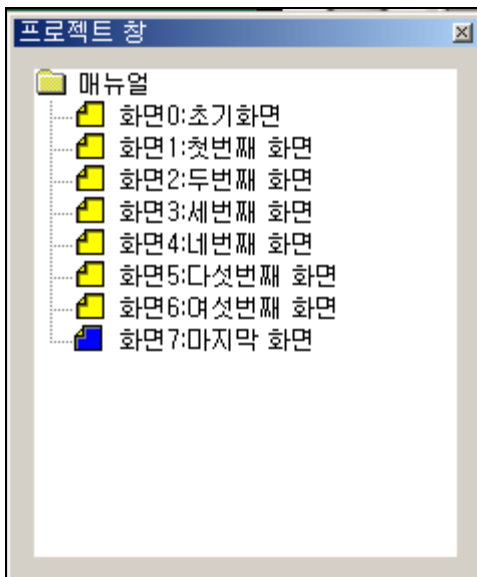 프로젝트 창
매뉴얼
화면0:초기화면
화면1:첫번째 화면
화면2:두번째 화면
화면3:세번째 화면
화면4:네번째 화면
화면5:다섯번째 화면
화면6:여섯번째 화면
화면7:마지막 화면